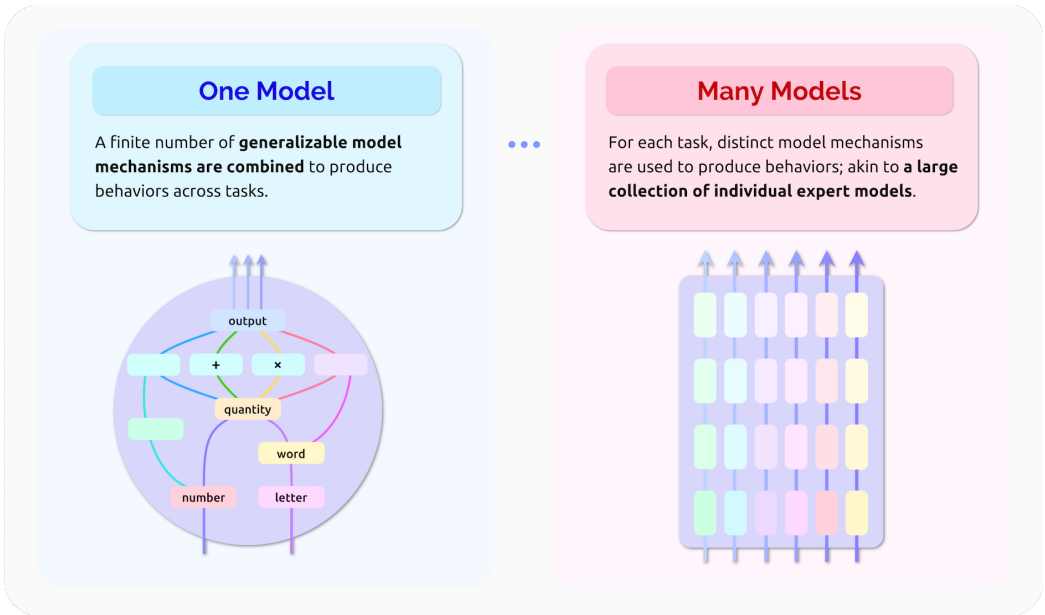 One Model
A finite number of generalizable model
mechanisms are combined to produce
behaviors across tasks.
output
+
×
quantity
word
number
letter
Many Models
For each task, distinct model mechanisms
are used to produce behaviors; akin to a large
collection of individual expert models.